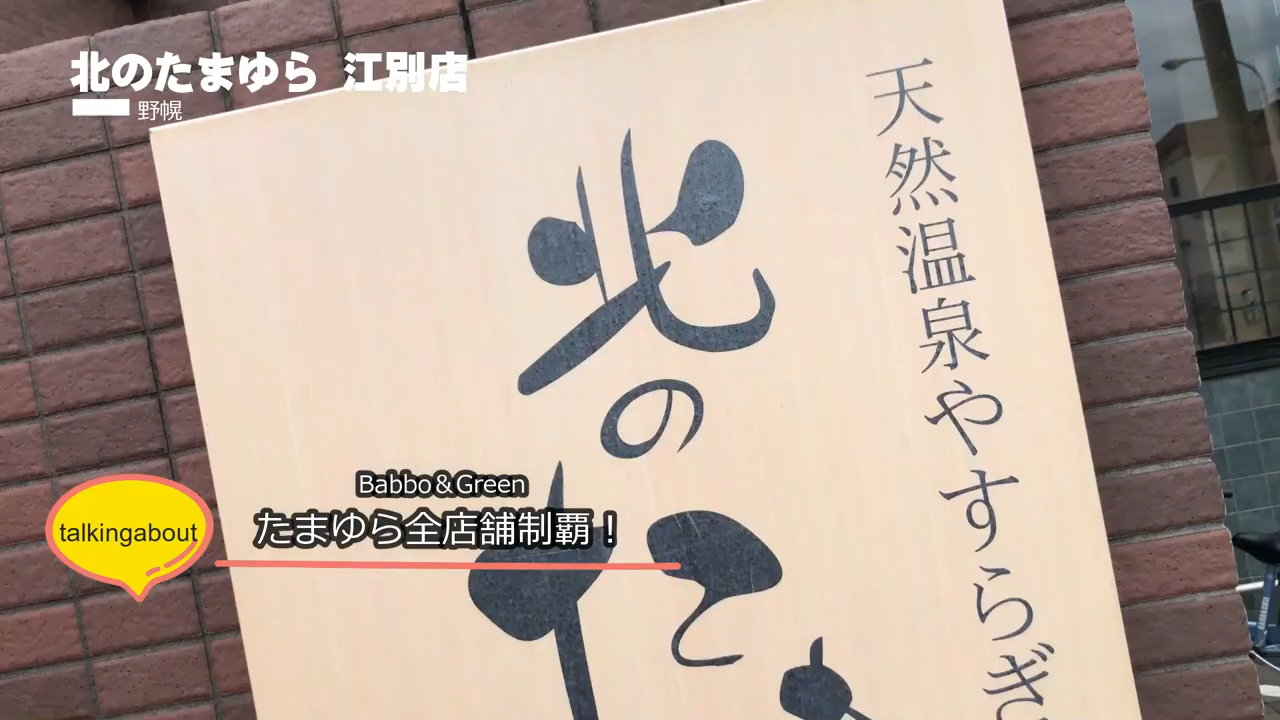 北のたまゆら 江別店
野幌
天然温泉やすらぎ
北のた
Babbo&Green
たまゆら全店舗制覇！
talkingabout